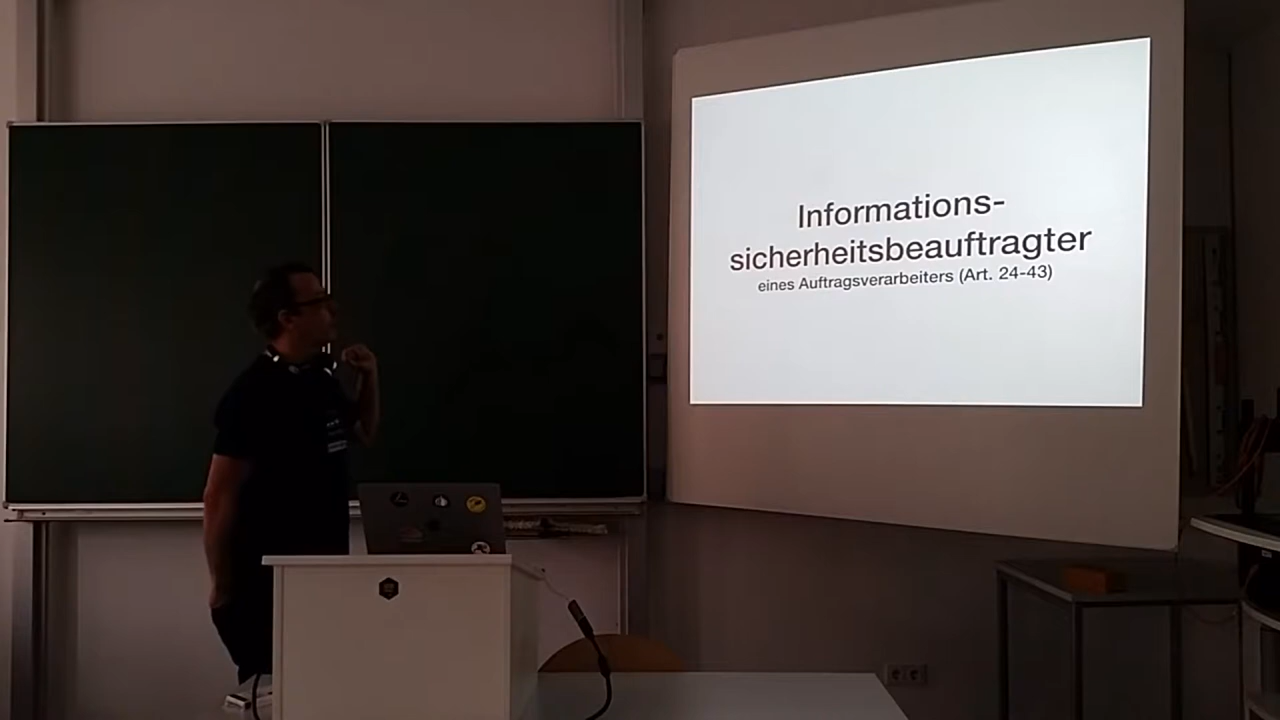 Informations-
sicherheitsbeauftragter
eines Auftragsverarbeiters (Art. 24-43)